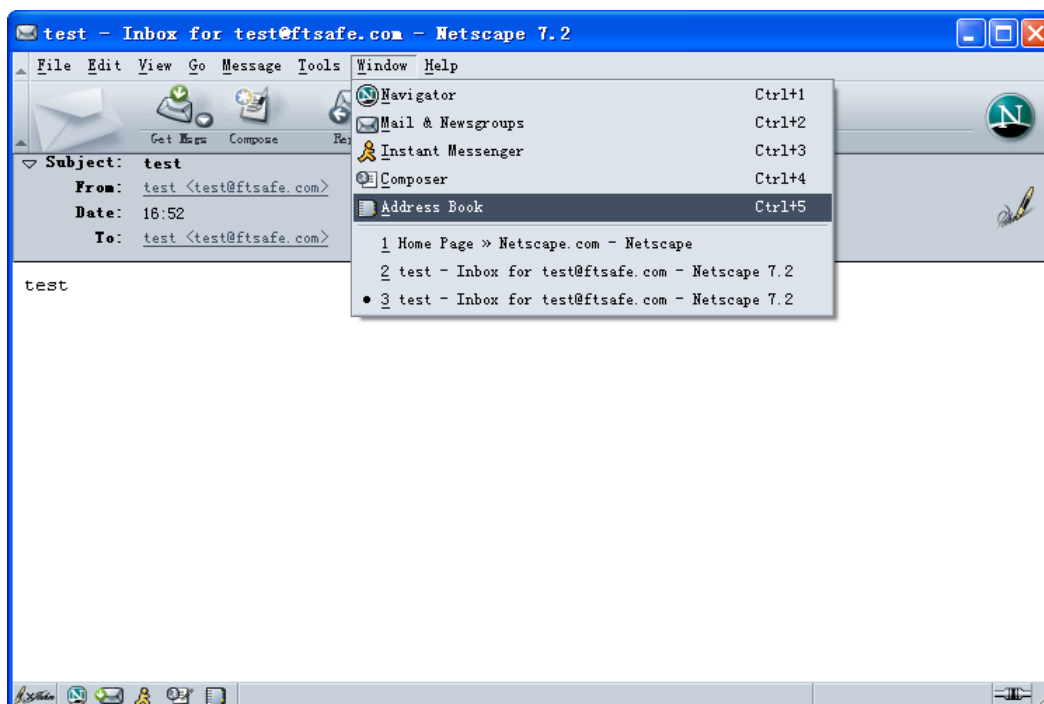 test - Inbox for test@ftsafe.com - Netscape 7.2
File Edit View Go Message Tools Window Help
Get Msgs Compose
Navigator Ctrl+1
Mail & Newsgroups Ctrl+2
Instant Messenger Ctrl+3
Composer Ctrl+4
Address Book Ctrl+5
1 Home Page » Netscape.com - Netscape
2 test - Inbox for test@ftsafe.com - Netscape 7.2
3 test - Inbox for test@ftsafe.com - Netscape 7.2
N
Subject: test
From: test <test@ftsafe.com>
Date: 16:52
To: test <test@ftsafe.com>
test